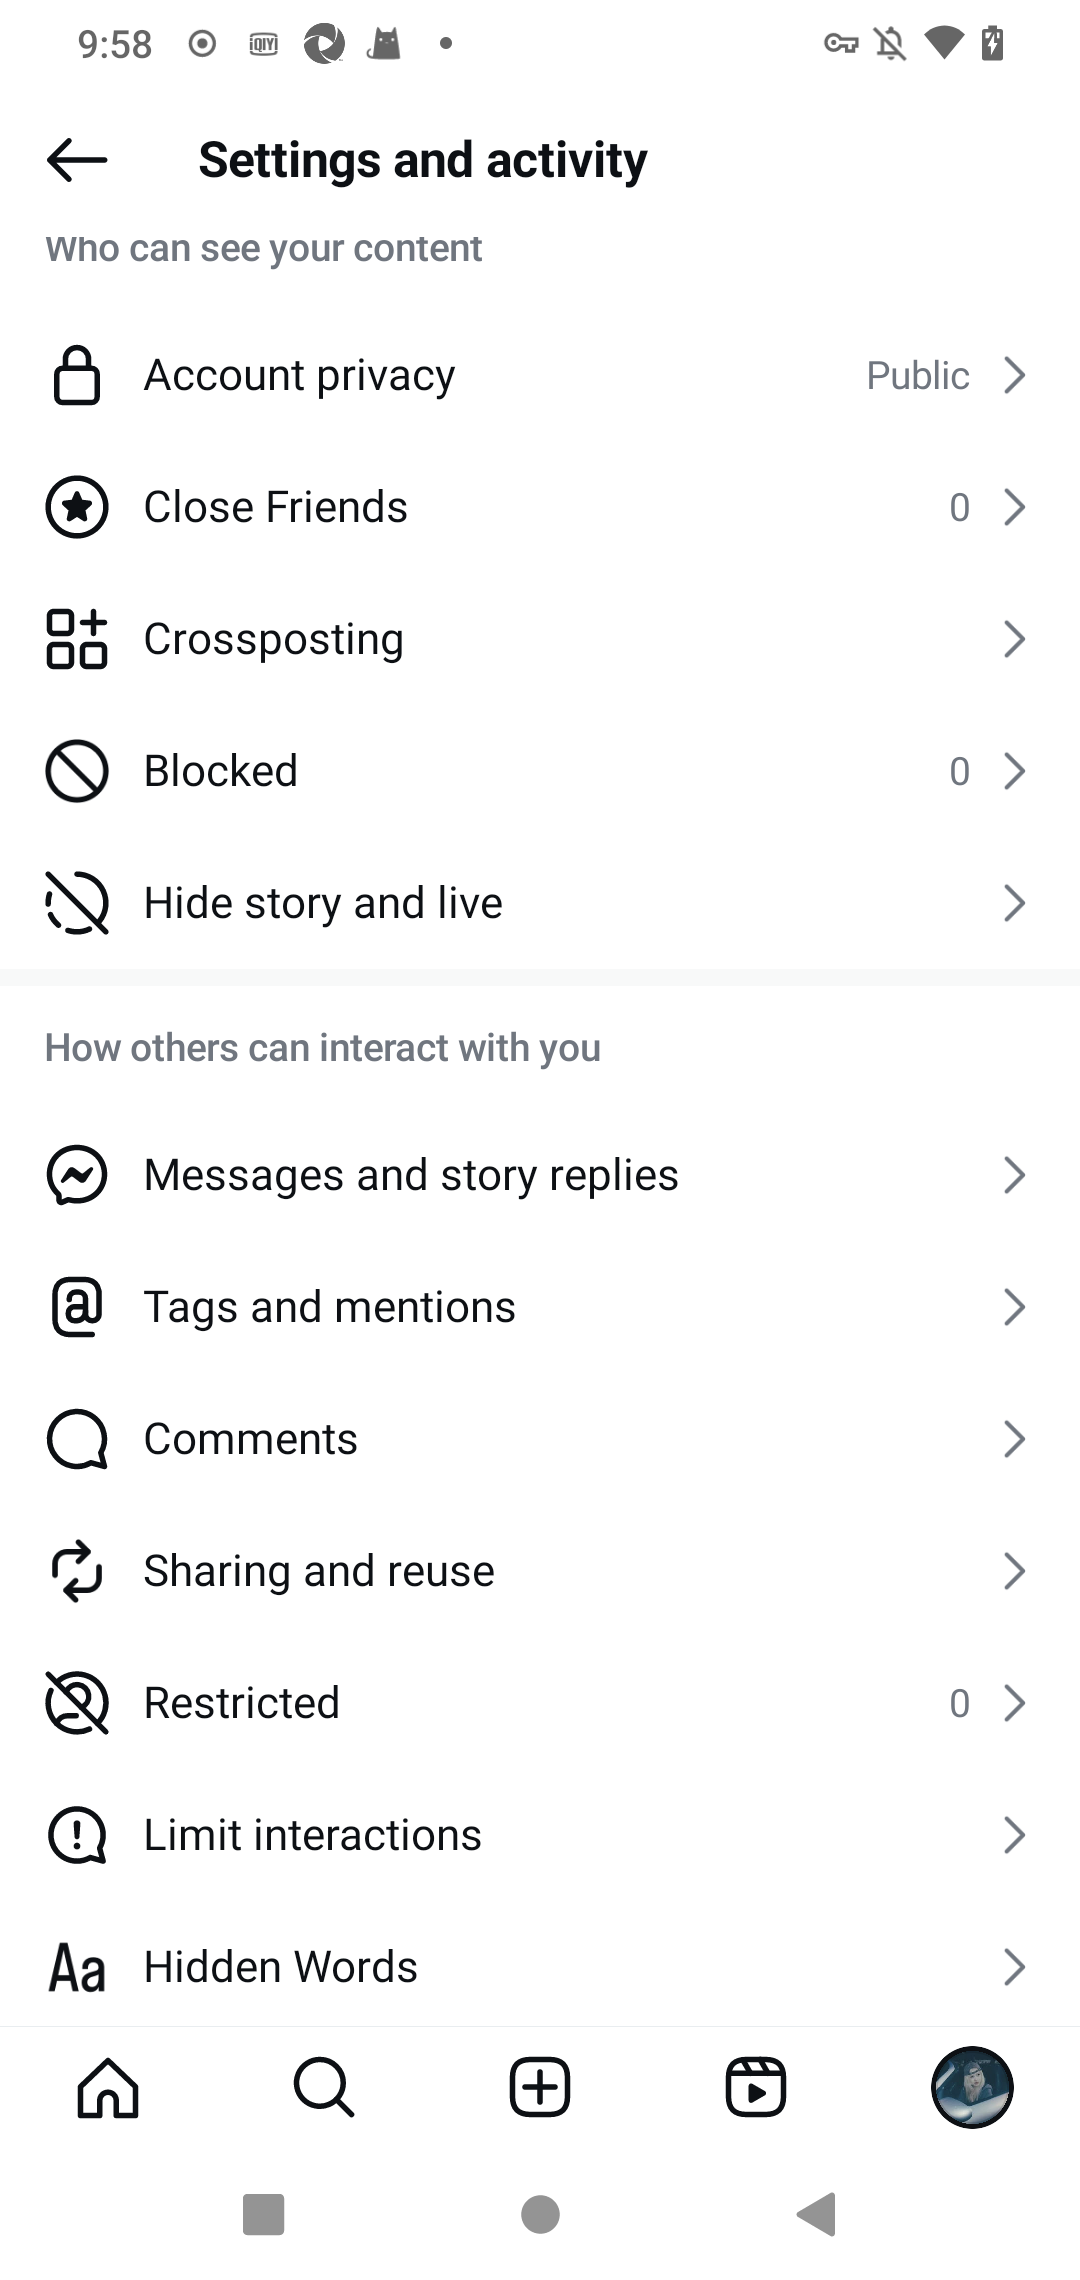 9:58
iQIYI
Settings and activity
Who can see your content
Account privacy Public
Close Friends 0
Crossposting
Blocked 0
Hide story and live
How others can interact with you
Messages and story replies
Tags and mentions
Comments
Sharing and reuse
Restricted 0
Limit interactions
Aa Hidden Words